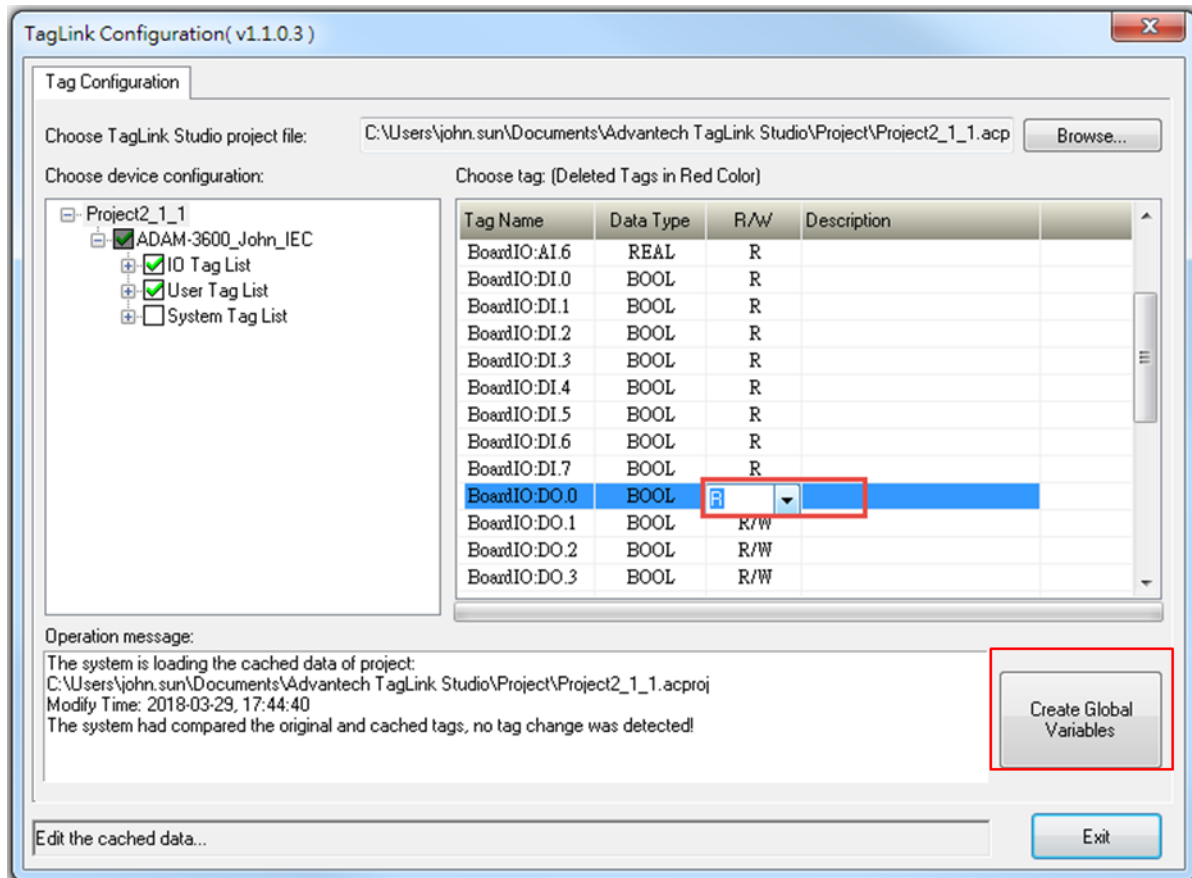 TagLink Configuration( v1.1.0.3 )
Tag Configuration
Choose TagLink Studio project file:
C:\Users\john.sun\Documents\Advantech TagLink Studio\Project\Project2_1_1.acp
Browse...
Choose device configuration:
Choose tag: (Deleted Tags in Red Color)
Project2_1_1
ADAM-3600_John_IEC
IO Tag List
User Tag List
System Tag List
Tag Name Data Type R/W Description
BoardIO:AI.6 REAL R
BoardIO:DI.0 BOOL R
BoardIO:DI.1 BOOL R
BoardIO:DI.2 BOOL R
BoardIO:DI.3 BOOL R
BoardIO:DI.4 BOOL R
BoardIO:DI.5 BOOL R
BoardIO:DI.6 BOOL R
BoardIO:DI.7 BOOL R
BoardIO:DO.0 BOOL R
BoardIO:DO.1 BOOL R/W
BoardIO:DO.2 BOOL R/W
BoardIO:DO.3 BOOL R/W
Operation message:
The system is loading the cached data of project:
C:\Users\john.sun\Documents\Advantech TagLink Studio\Project\Project2_1_1.acproj
Modify Time: 2018-03-29, 17:44:40
The system had compared the original and cached tags, no tag change was detected!
Create Global
Variables
Edit the cached data...
Exit